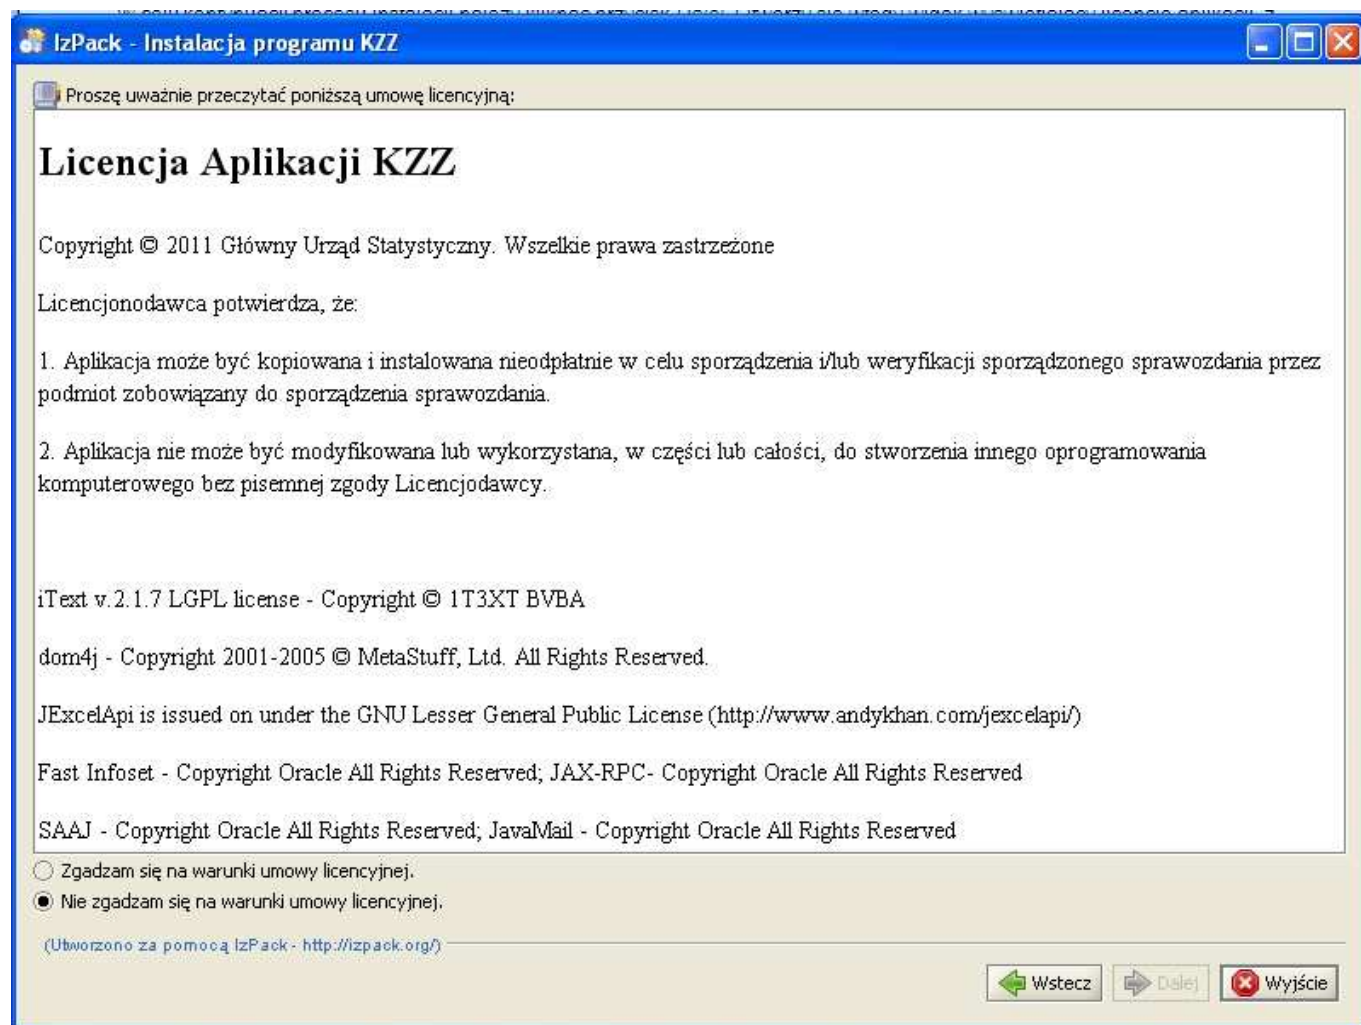 IzPack - Instalacja programu KZZ
Proszę uważnie przeczytać poniższą umowę licencyjną:
Licencja Aplikacji KZZ
Copyright © 2011 Główny Urząd Statystyczny. Wszelkie prawa zastrzeżone
Licencjonodawca potwierdza, że:
1. Aplikacja może być kopiowana i instalowana nieodpłatnie w celu sporządzenia i/lub weryfikacji sporządzonego sprawozdania przez
podmiot zobowiązany do sporządzenia sprawozdania.
2. Aplikacja nie może być modyfikowana lub wykorzystana, w części lub całości, do stworzenia innego oprogramowania
komputerowego bez pisemnej zgody Licencjodawcy.
iText v.2.1.7 LGPL license - Copyright © 1T3XT BVBA
dom4j - Copyright 2001-2005 © MetaStuff, Ltd. All Rights Reserved.
JExcelApi is issued on under the GNU Lesser General Public License (http://www.andykhan.com/jexcelapi/)
Fast Infoset - Copyright Oracle All Rights Reserved; JAX-RPC- Copyright Oracle All Rights Reserved
SAAJ - Copyright Oracle All Rights Reserved; JavaMail - Copyright Oracle All Rights Reserved
Zgadzam się na warunki umowy licencyjnej.
Nie zgadzam się na warunki umowy licencyjnej.
(Utworzono za pomocą IzPack - http://izpack.org/)
Wstecz
Dalej
Wyjście